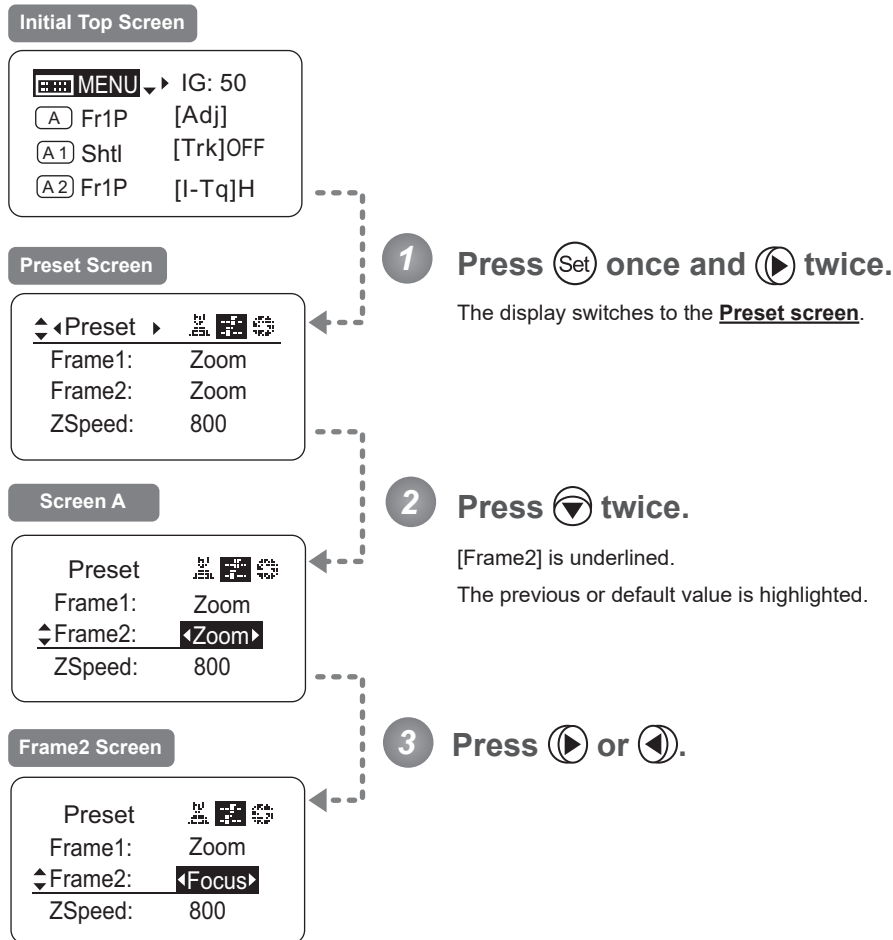 Initial Top Screen
MENU IG: 50
A Fr1P [Adj]
A1 Shtl [Trk]OFF
A2 Fr1P [I-Tq]H
1 Press Set once and twice.
The display switches to the Preset screen.
Preset Screen
Preset
Frame1: Zoom
Frame2: Zoom
ZSpeed: 800
2 Press twice.
[Frame2] is underlined.
The previous or default value is highlighted.
Screen A
Preset
Frame1: Zoom
Frame2: Zoom
ZSpeed: 800
3 Press or .
Frame2 Screen
Preset
Frame1: Zoom
Frame2: Focus
ZSpeed: 800